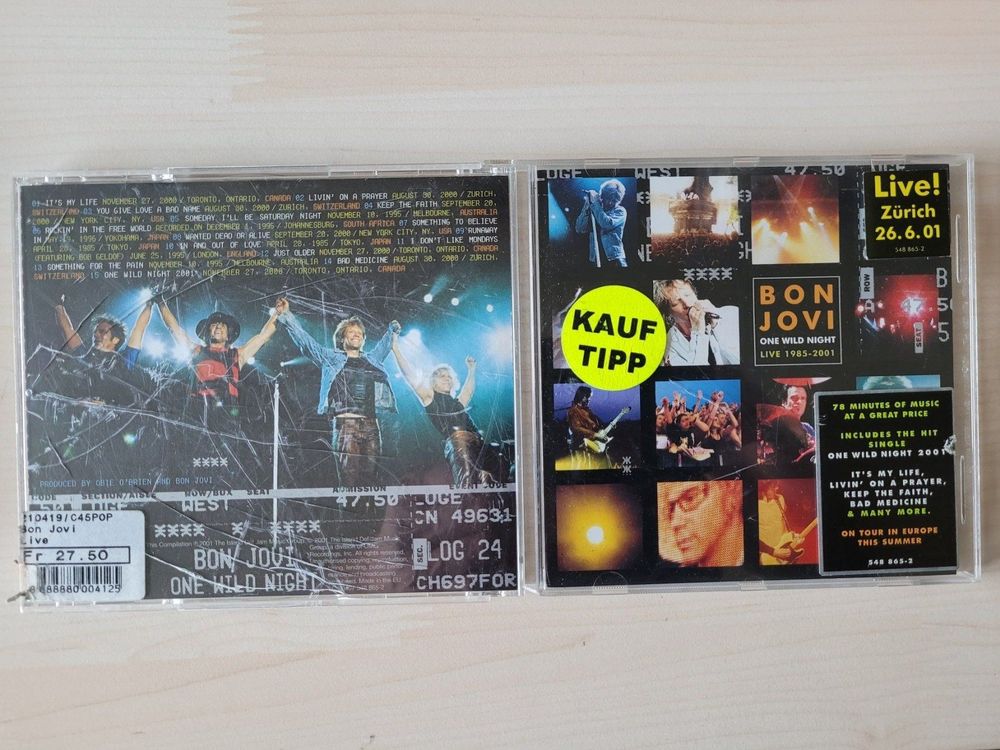 01 IT'S MY LIFE NOVEMBER 27, 2000 / TORONTO, ONTARIO, CANADA 02 LIVIN' ON A PRAYER AUGUST 30, 2000 / ZURICH,
SWITZERLAND 03 YOU GIVE LOVE A BAD NAME AUGUST 30, 2000 / ZURICH, SWITZERLAND 04 KEEP THE FAITH SEPTEMBER 20,
2000 / NEW YORK CITY, NY, USA 05 SOMEDAY I'LL BE SATURDAY NIGHT NOVEMBER 10, 1995 / MELBOURNE, AUSTRALIA
06 ROCKIN' IN THE FREE WORLD RECORDED ON DECEMBER 1, 1995 / JOHANNESBURG, SOUTH AFRICA 07 SOMETHING TO BELIEVE
IN MAY 19, 1996 / YOKOHAMA, JAPAN 08 WANTED DEAD OR ALIVE SEPTEMBER 20, 2000 / NEW YORK CITY, NY, USA 09 RUNAWAY
APRIL 28, 1985 / TOKYO, JAPAN 10 IN AND OUT OF LOVE APRIL 28, 1985 / TOKYO, JAPAN 11 I DON'T LIKE MONDAYS
(FEATURING BOB GELDOF) JUNE 25, 1995 / LONDON, ENGLAND 12 JUST OLDER NOVEMBER 27, 2000 / TORONTO, ONTARIO, CANADA
13 SOMETHING FOR THE PAIN NOVEMBER 10, 1995 / MELBOURNE, AUSTRALIA 14 BAD MEDICINE AUGUST 30, 2000 / ZURICH,
SWITZERLAND 15 ONE WILD NIGHT 2001 NOVEMBER 27, 2000 / TORONTO, ONTARIO, CANADA
****
PRODUCED BY OBIE O'BRIEN AND BON JOVI
CODE SECTION/AISLE ROW/BOX SEAT ADMISSION EVENT CODE
WEST 47.50 LOGE
CN 49631
**** * ****
SEC. LOG 24
CH697FOR
BON JOVI
ONE WILD NIGHT
210419/C45POP
Bon Jovi
Live
Fr 27.50
LOGE WEST 47.50
Live!
Zürich
26.6.01
548 865-2
****
KAUF
TIPP
BON
JOVI
ONE WILD NIGHT
LIVE 1985-2001
ROW
47.50
SEAT
78 MINUTES OF MUSIC
AT A GREAT PRICE
INCLUDES THE HIT
SINGLE
ONE WILD NIGHT 2001
IT'S MY LIFE,
LIVIN' ON A PRAYER,
KEEP THE FAITH,
BAD MEDICINE
& MANY MORE.
ON TOUR IN EUROPE
THIS SUMMER
548 865-2